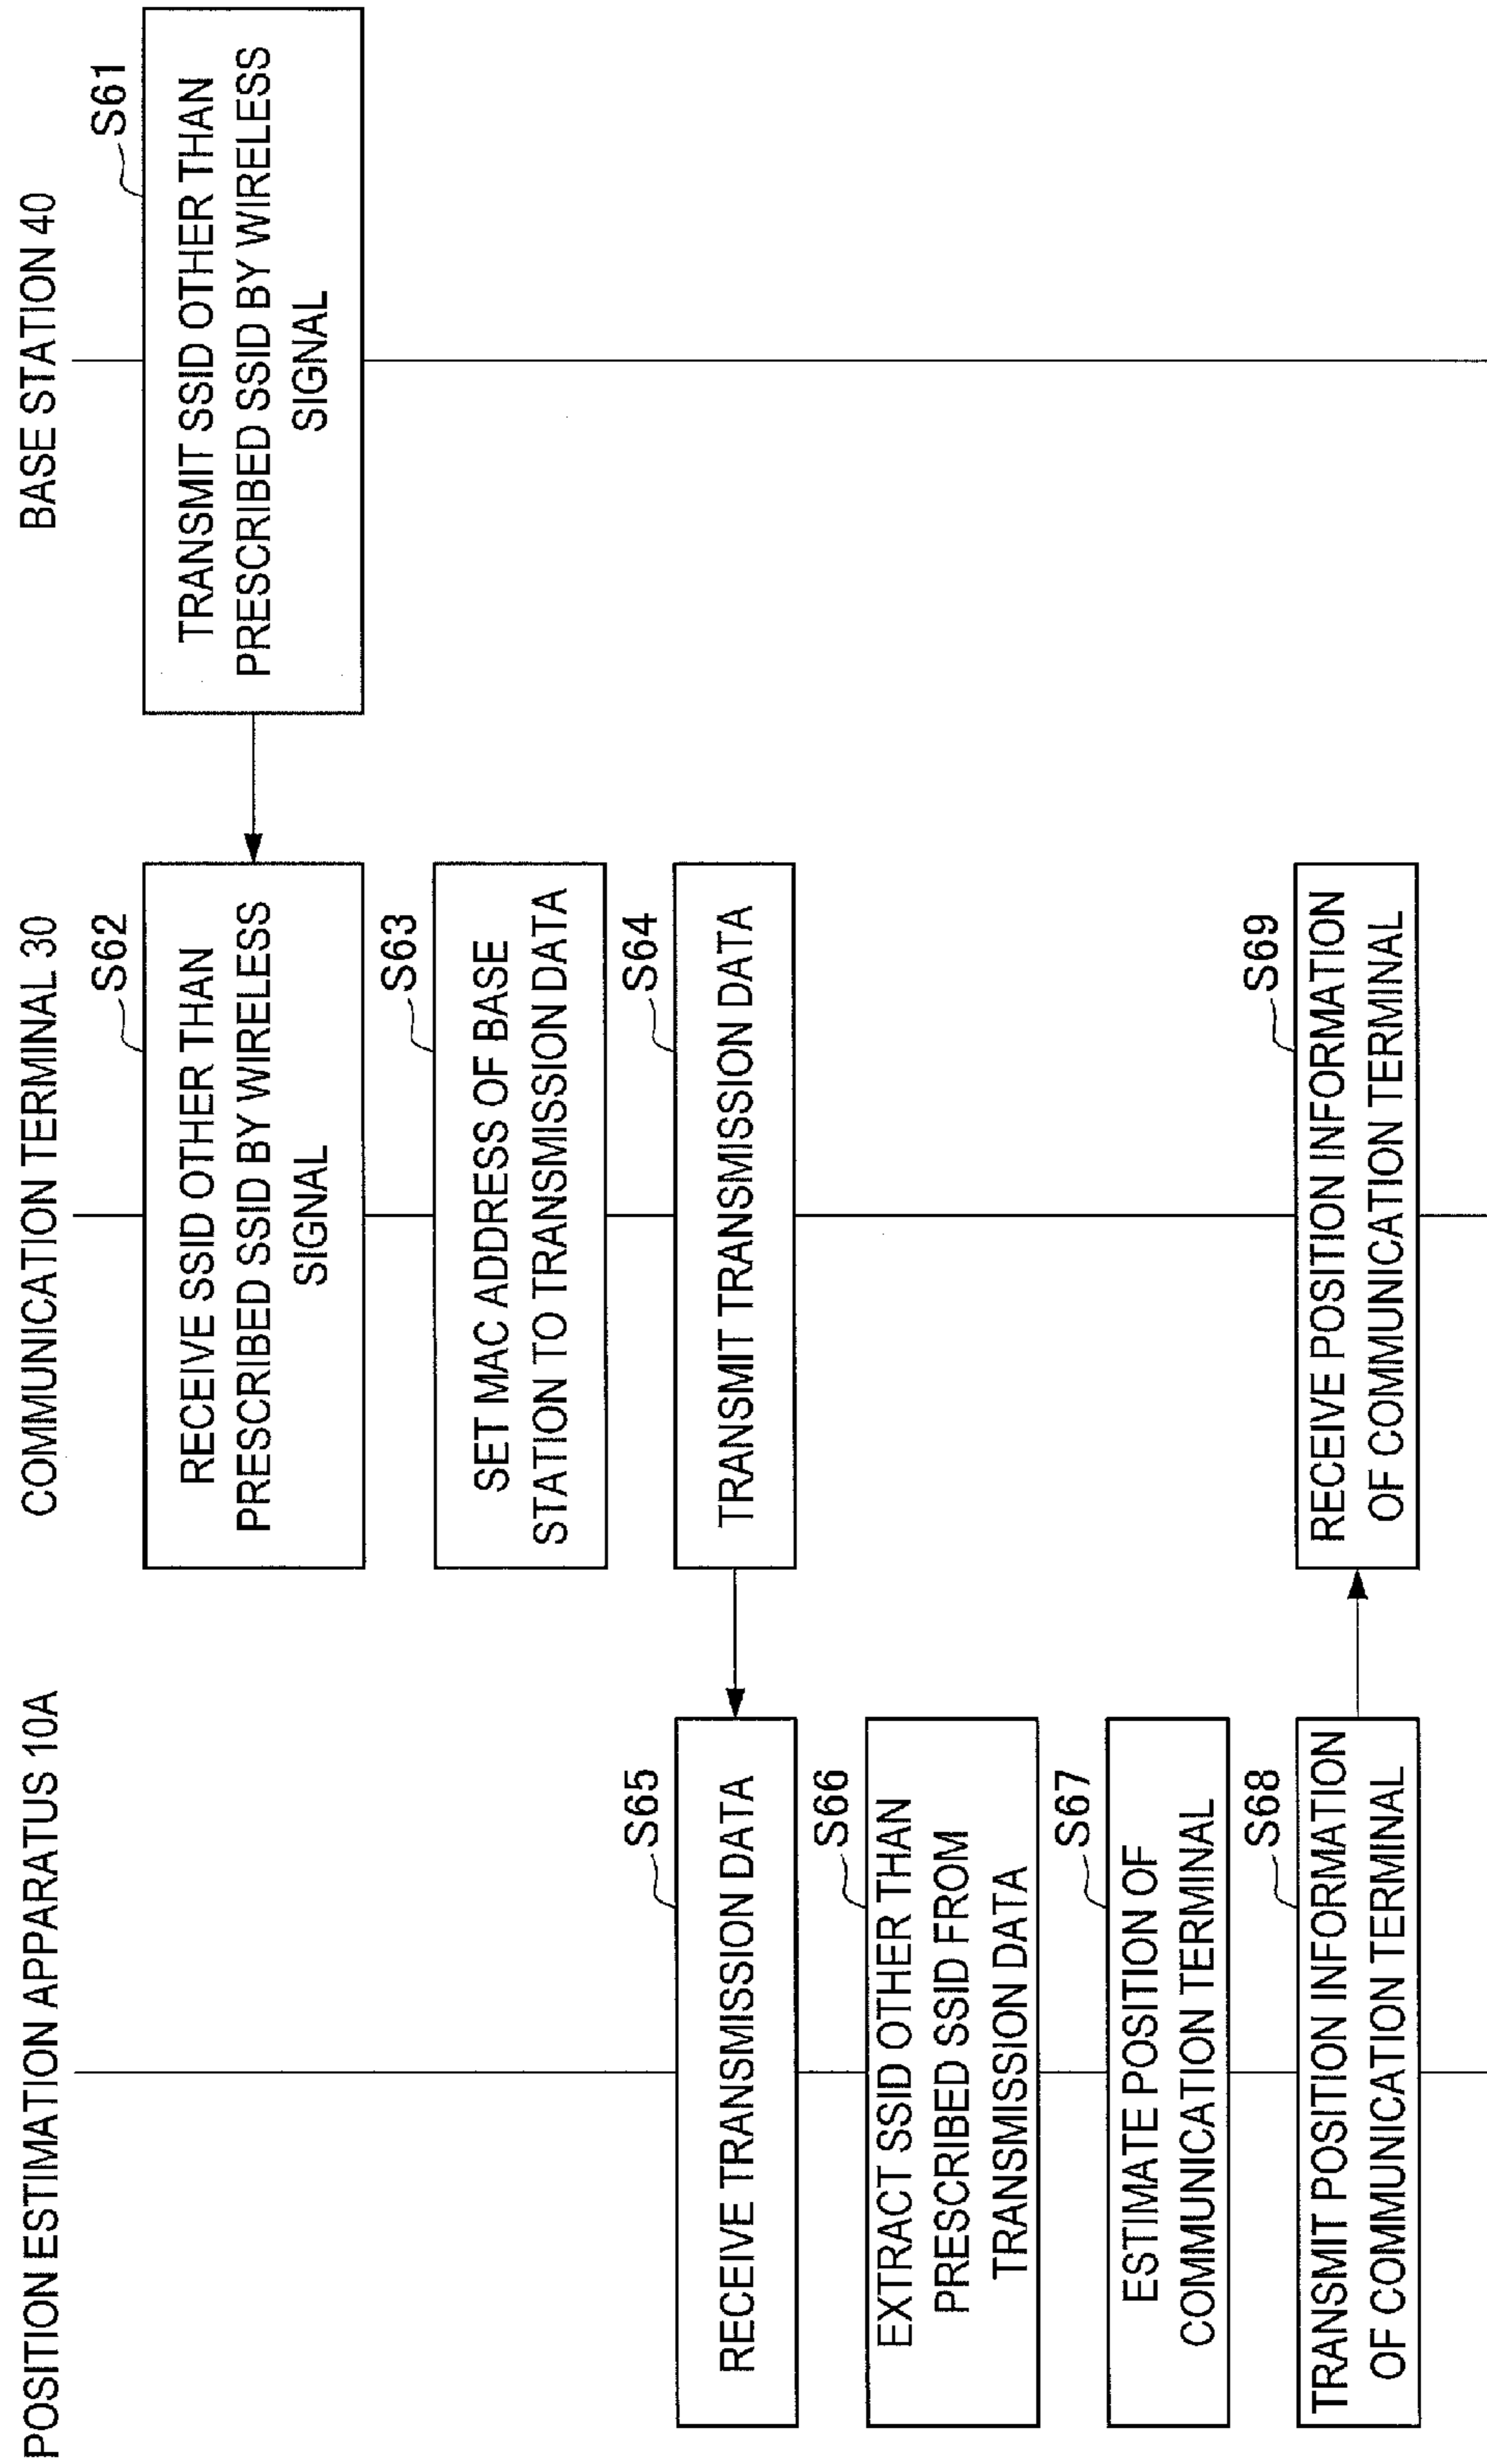 POSITION ESTIMATION APPARATUS 10A
COMMUNICATION TERMINAL 30
BASE STATION 40
S61
TRANSMIT SSID OTHER THAN
PRESCRIBED SSID BY WIRELESS
SIGNAL
S62
RECEIVE SSID OTHER THAN
PRESCRIBED SSID BY WIRELESS
SIGNAL
S63
SET MAC ADDRESS OF BASE
STATION TO TRANSMISSION DATA
S64
TRANSMIT TRANSMISSION DATA
S65
RECEIVE TRANSMISSION DATA
S66
EXTRACT SSID OTHER THAN
PRESCRIBED SSID FROM
TRANSMISSION DATA
S67
ESTIMATE POSITION OF
COMMUNICATION TERMINAL
S68
TRANSMIT POSITION INFORMATION
OF COMMUNICATION TERMINAL
S69
RECEIVE POSITION INFORMATION
OF COMMUNICATION TERMINAL